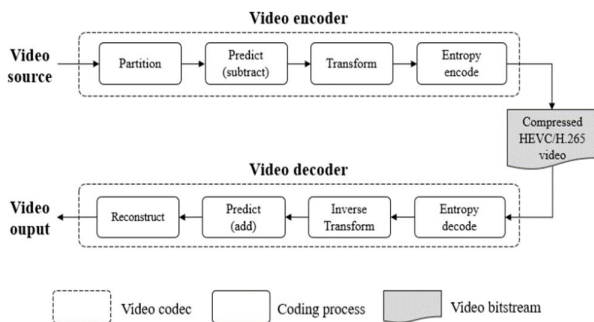 Video encoder
Video
source
Partition
Predict
(subtract)
Transform
Entropy
encode
Compressed
HEVC/H.265
video
Video decoder
Video
ouput
Reconstruct
Predict
(add)
Inverse
Transform
Entropy
decode
Video codec
Coding process
Video bitstream